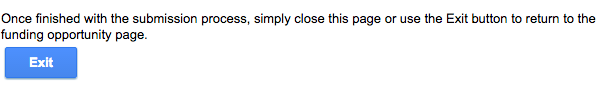 Once finished with the submission process, simply close this page or use the Exit button to return to the
funding opportunity page.
Exit